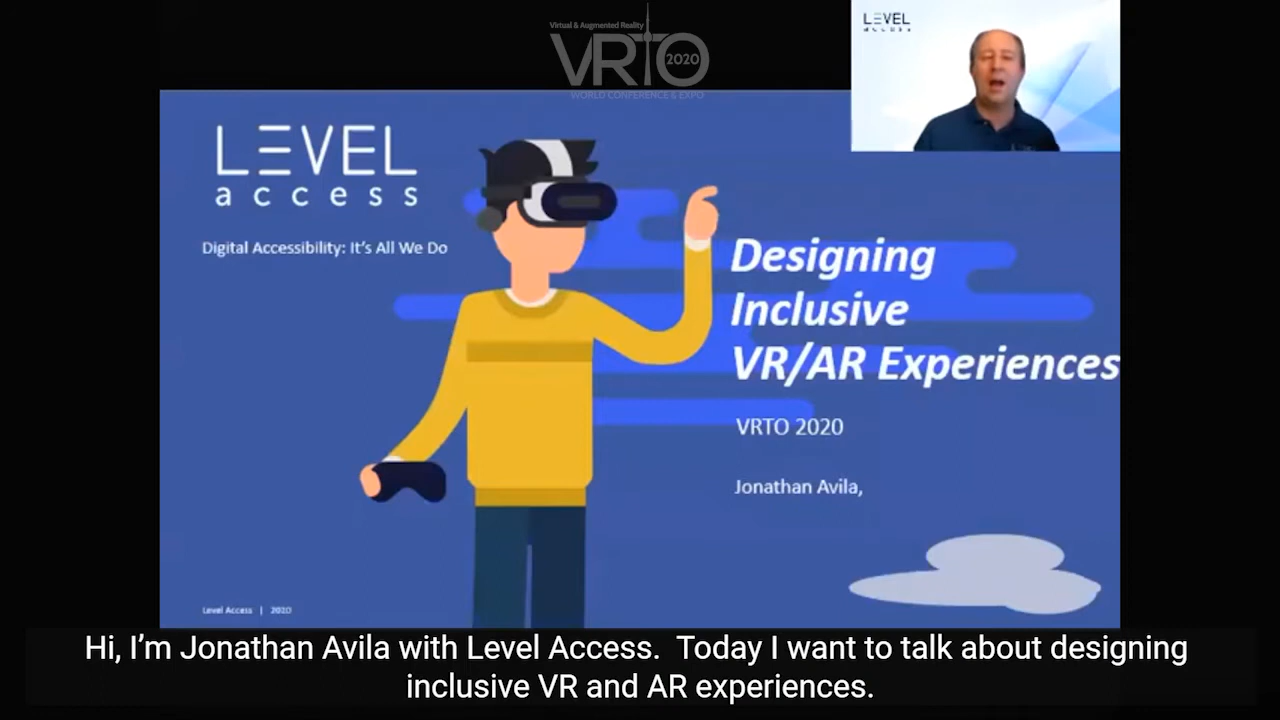 Virtual & Augmented Reality
VRTO
2020
WORLD CONFERENCE & EXPO
LEVEL
access
LEVEL
access
Digital Accessibility: It's All We Do
Designing
Inclusive
VR/AR Experiences
VRTO 2020
Jonathan Avila,
Level Access | 2020
Hi, I’m Jonathan Avila with Level Access.  Today I want to talk about designing
inclusive VR and AR experiences.